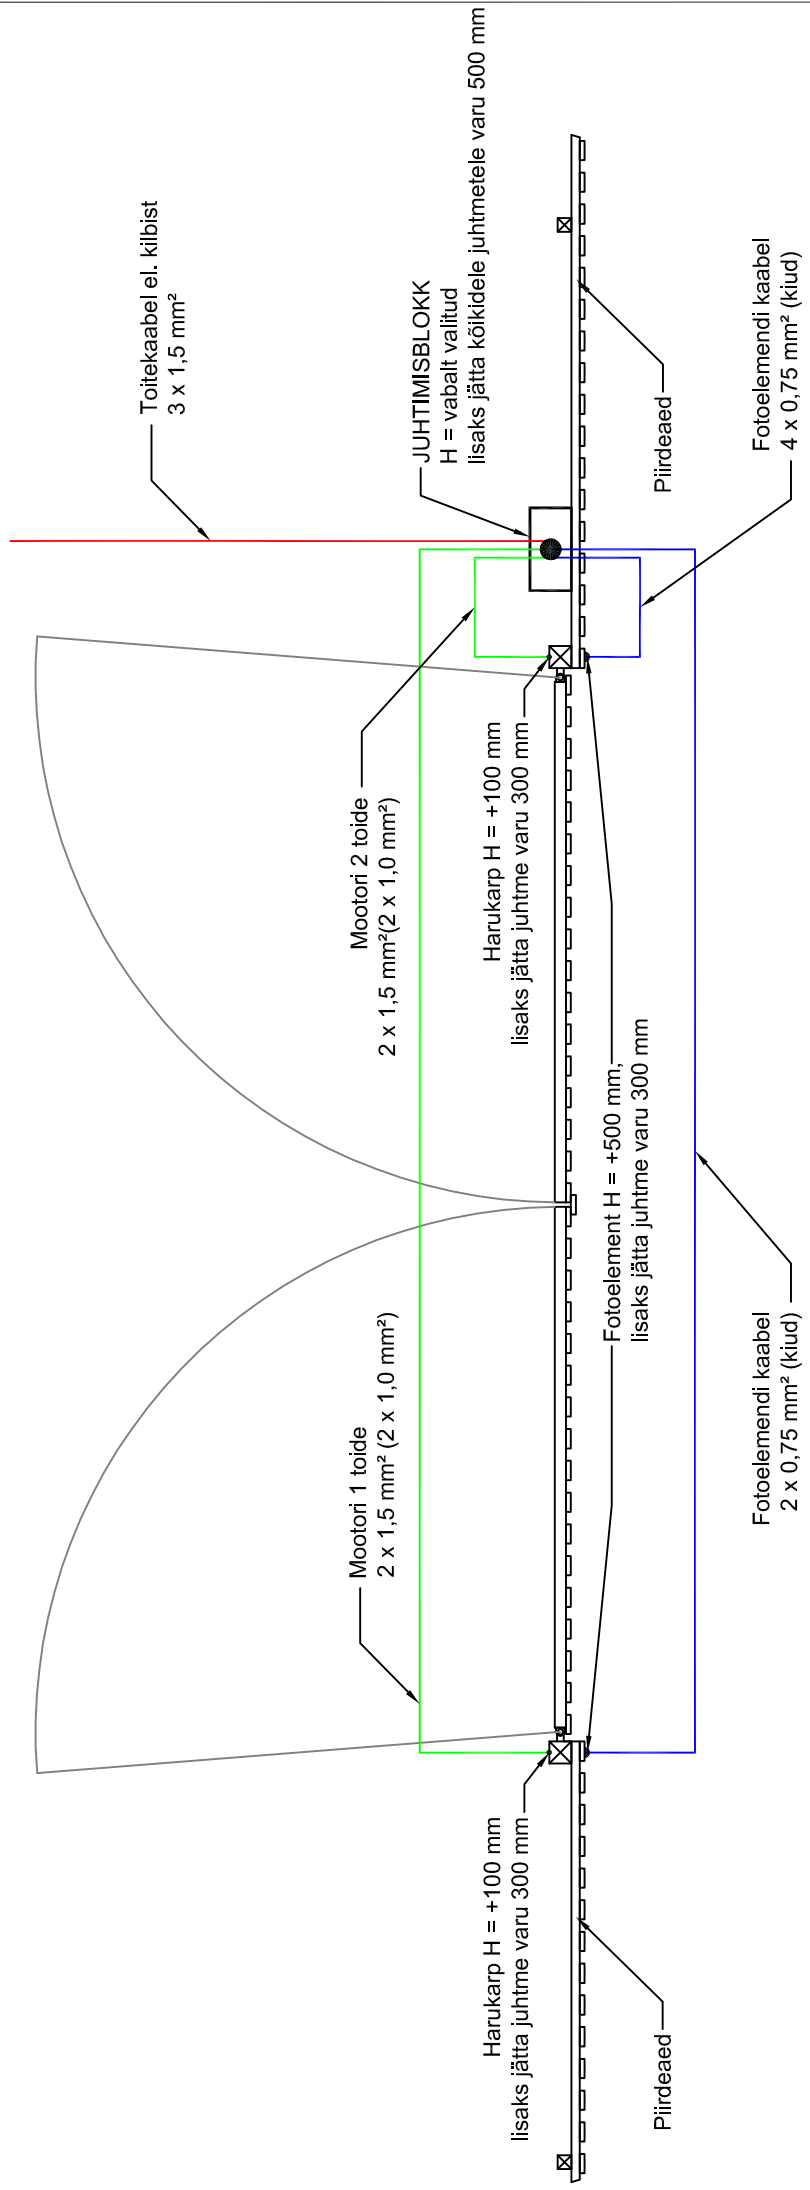 Toitekaabel el. kilbist
3 x 1,5 mm²
JUHTIMISBLOKK
H = vabalt valitud
lisaks jätta kõikidele juhtmetele varu 500 mm
Mootori 1 toide
2 x 1,5 mm² (2 x 1,0 mm²)
Mootori 2 toide
2 x 1,5 mm²(2 x 1,0 mm²)
Harukarp H = +100 mm
lisaks jätta juhtme varu 300 mm
Harukarp H = +100 mm
lisaks jätta juhtme varu 300 mm
Fotoelement H = +500 mm,
lisaks jätta juhtme varu 300 mm
Piirdeaed
Piirdeaed
Fotoelemendi kaabel
2 x 0,75 mm² (kiud)
Fotoelemendi kaabel
4 x 0,75 mm² (kiud)